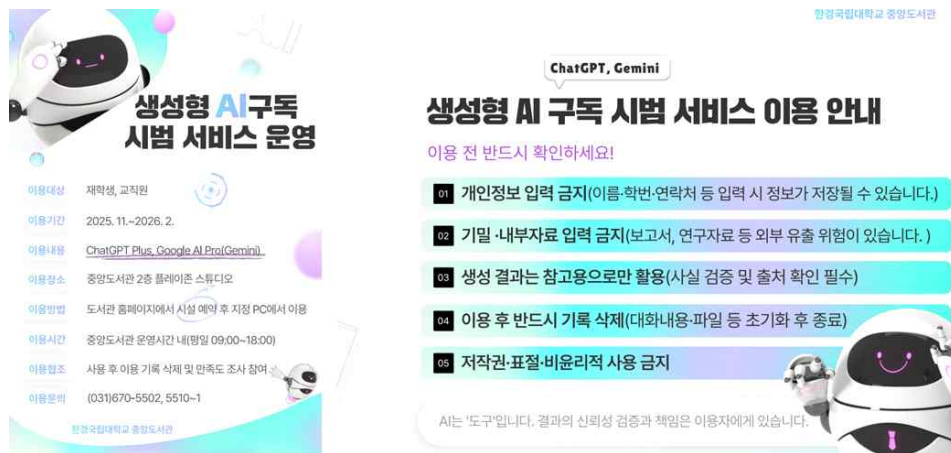 생성형 AI구독
시범 서비스 운영
이용대상 재학생, 교직원
이용기간 2025. 11.~2026. 2.
이용내용 ChatGPT Plus, Google AI Pro(Gemini)
이용장소 중앙도서관 2층 플레이존 스튜디오
이용방법 도서관 홈페이지에서 시설 예약 후 지정 PC에서 이용
이용시간 중앙도서관 운영시간 내(평일 09:00~18:00)
이용협조 사용 후 이용 기록 삭제 및 만족도 조사 참여
이용문의 (031)670-5502, 5510~1
한경국립대학교 중앙도서관
한경국립대학교 중앙도서관
ChatGPT, Gemini
생성형 AI 구독 시범 서비스 이용 안내
이용 전 반드시 확인하세요!
01 개인정보 입력 금지(이름·학번·연락처 등 입력 시 정보가 저장될 수 있습니다.)
02 기밀·내부자료 입력 금지(보고서, 연구자료 등 외부 유출 위험이 있습니다. )
03 생성 결과는 참고용으로만 활용(사실 검증 및 출처 확인 필수)
04 이용 후 반드시 기록 삭제(대화내용·파일 등 초기화 후 종료)
05 저작권·표절·비윤리적 사용 금지
AI는 '도구'입니다. 결과의 신뢰성 검증과 책임은 이용자에게 있습니다.